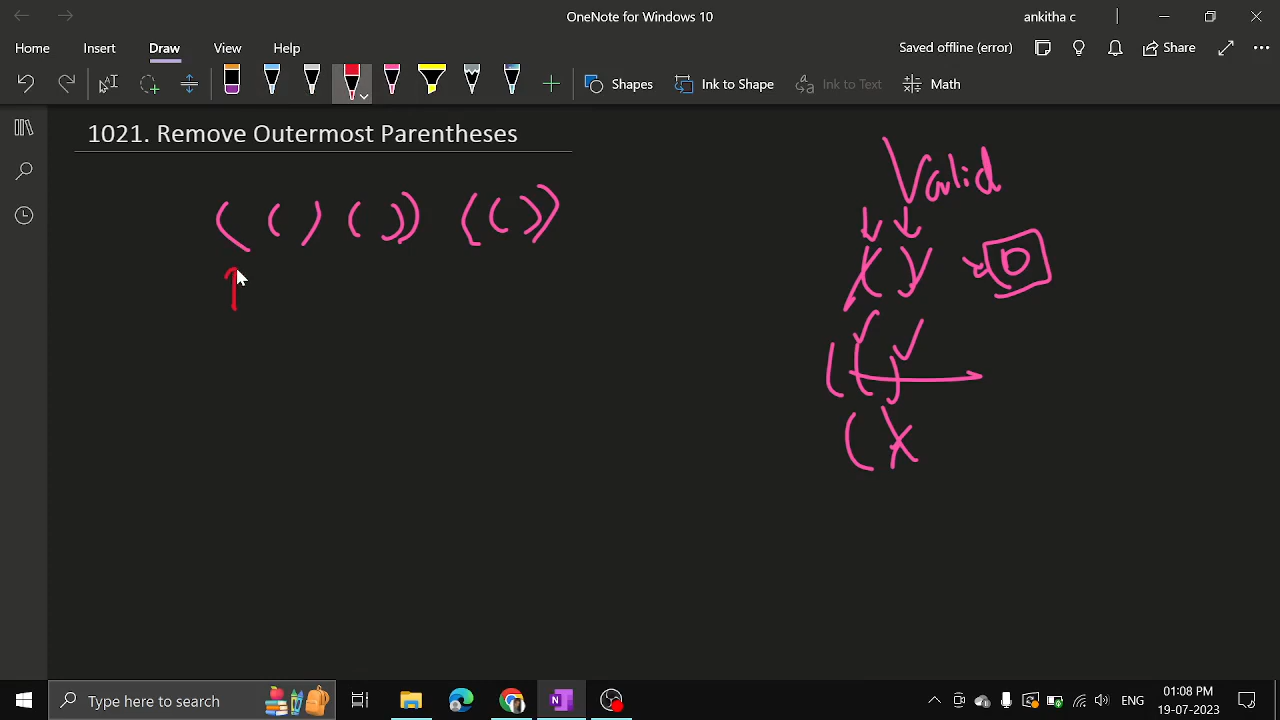 OneNote for Windows 10
ankitha c
Home Insert Draw View Help
Saved offline (error)
Share
Shapes
Ink to Shape
Ink to Text
Math
1021. Remove Outermost Parentheses
( ( ) ( ) ) ( ( ) )
Valid
( ) 0
( ( )
(
Type here to search
ENG
01:08 PM
19-07-2023